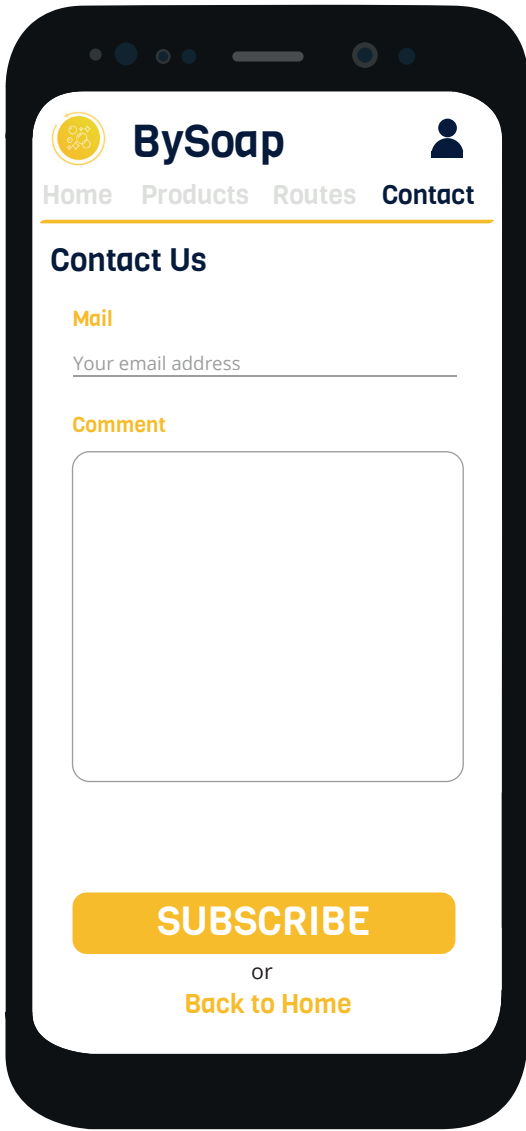 BySoap
Home Products Routes Contact
Contact Us
Mail
Your email address
Comment
SUBSCRIBE
or
Back to Home